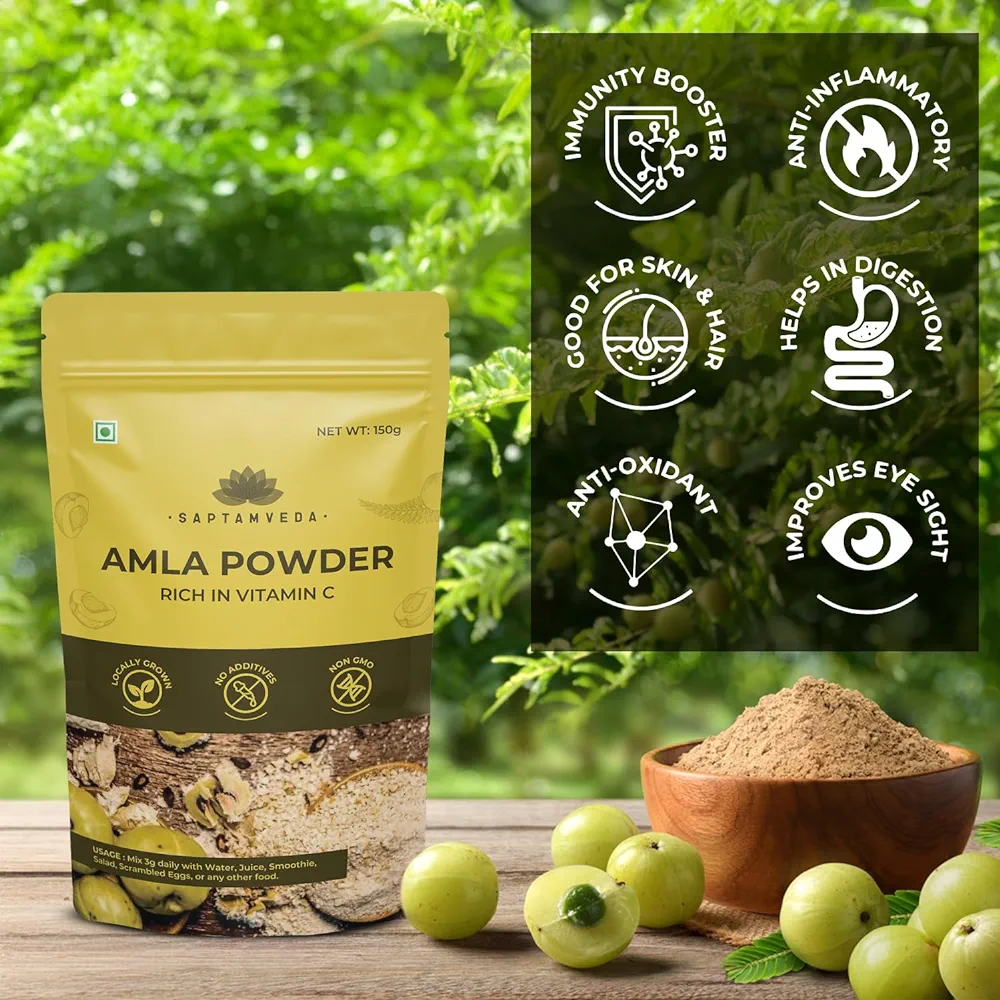 IMMUNITY BOOSTER
ANTI-INFLAMMATORY
GOOD FOR SKIN & HAIR
HELPS IN DIGESTION
ANTI-OXIDANT
IMPROVES EYE SIGHT
NET WT: 150g
·SAPTAMVEDA·
AMLA POWDER
RICH IN VITAMIN C
LOCALLY GROWN
NO ADDITIVES
NON GMO
USAGE : Mix 3g daily with Water, Juice, Smoothie,
Salad, Scrambled Eggs, or any other food.